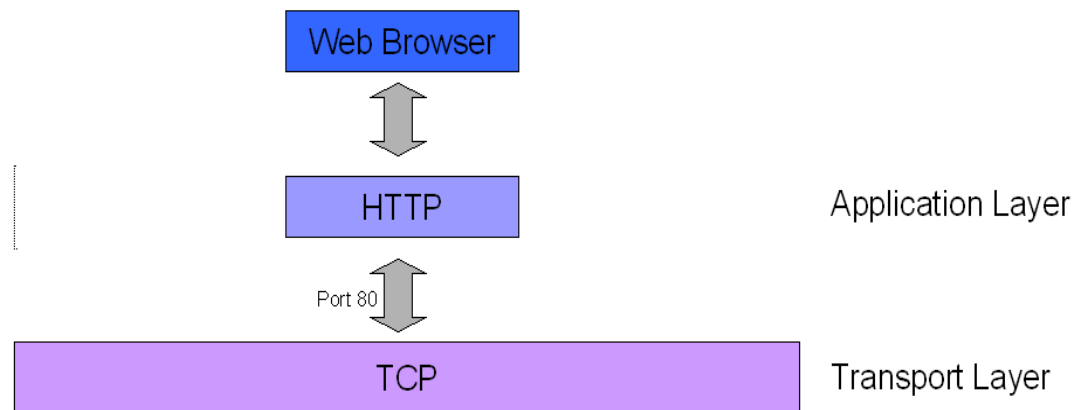 Web Browser
HTTP
Application Layer
Port 80
TCP
Transport Layer